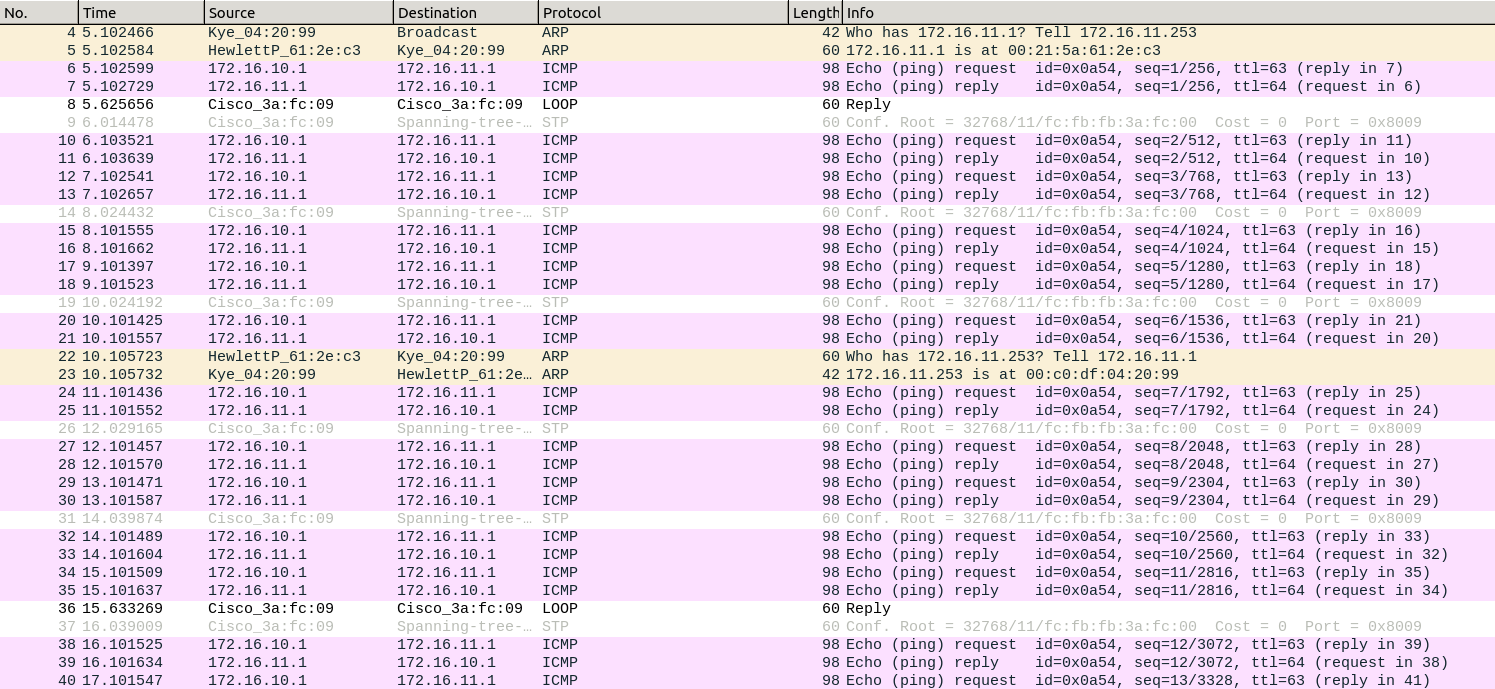 No. Time Source Destination Protocol Length Info
4 5.102466 Kye_04:20:99 Broadcast ARP 42 Who has 172.16.11.1? Tell 172.16.11.253
5 5.102584 HewlettP_61:2e:c3 Kye_04:20:99 ARP 60 172.16.11.1 is at 00:21:5a:61:2e:c3
6 5.102599 172.16.10.1 172.16.11.1 ICMP 98 Echo (ping) request id=0x0a54, seq=1/256, ttl=63 (reply in 7)
7 5.102729 172.16.11.1 172.16.10.1 ICMP 98 Echo (ping) reply id=0x0a54, seq=1/256, ttl=64 (request in 6)
8 5.625656 Cisco_3a:fc:09 Cisco_3a:fc:09 LOOP 60 Reply
9 6.014478 Cisco_3a:fc:09 Spanning-tree-… STP 60 Conf. Root = 32768/11/fc:fb:fb:3a:fc:00 Cost = 0 Port = 0x8009
10 6.103521 172.16.10.1 172.16.11.1 ICMP 98 Echo (ping) request id=0x0a54, seq=2/512, ttl=63 (reply in 11)
11 6.103639 172.16.11.1 172.16.10.1 ICMP 98 Echo (ping) reply id=0x0a54, seq=2/512, ttl=64 (request in 10)
12 7.102541 172.16.10.1 172.16.11.1 ICMP 98 Echo (ping) request id=0x0a54, seq=3/768, ttl=63 (reply in 13)
13 7.102657 172.16.11.1 172.16.10.1 ICMP 98 Echo (ping) reply id=0x0a54, seq=3/768, ttl=64 (request in 12)
14 8.024432 Cisco_3a:fc:09 Spanning-tree-… STP 60 Conf. Root = 32768/11/fc:fb:fb:3a:fc:00 Cost = 0 Port = 0x8009
15 8.101555 172.16.10.1 172.16.11.1 ICMP 98 Echo (ping) request id=0x0a54, seq=4/1024, ttl=63 (reply in 16)
16 8.101662 172.16.11.1 172.16.10.1 ICMP 98 Echo (ping) reply id=0x0a54, seq=4/1024, ttl=64 (request in 15)
17 9.101397 172.16.10.1 172.16.11.1 ICMP 98 Echo (ping) request id=0x0a54, seq=5/1280, ttl=63 (reply in 18)
18 9.101523 172.16.11.1 172.16.10.1 ICMP 98 Echo (ping) reply id=0x0a54, seq=5/1280, ttl=64 (request in 17)
19 10.024192 Cisco_3a:fc:09 Spanning-tree-… STP 60 Conf. Root = 32768/11/fc:fb:fb:3a:fc:00 Cost = 0 Port = 0x8009
20 10.101425 172.16.10.1 172.16.11.1 ICMP 98 Echo (ping) request id=0x0a54, seq=6/1536, ttl=63 (reply in 21)
21 10.101557 172.16.11.1 172.16.10.1 ICMP 98 Echo (ping) reply id=0x0a54, seq=6/1536, ttl=64 (request in 20)
22 10.105723 HewlettP_61:2e:c3 Kye_04:20:99 ARP 60 Who has 172.16.11.253? Tell 172.16.11.1
23 10.105732 Kye_04:20:99 HewlettP_61:2e… ARP 42 172.16.11.253 is at 00:c0:df:04:20:99
24 11.101436 172.16.10.1 172.16.11.1 ICMP 98 Echo (ping) request id=0x0a54, seq=7/1792, ttl=63 (reply in 25)
25 11.101552 172.16.11.1 172.16.10.1 ICMP 98 Echo (ping) reply id=0x0a54, seq=7/1792, ttl=64 (request in 24)
26 12.029165 Cisco_3a:fc:09 Spanning-tree-… STP 60 Conf. Root = 32768/11/fc:fb:fb:3a:fc:00 Cost = 0 Port = 0x8009
27 12.101457 172.16.10.1 172.16.11.1 ICMP 98 Echo (ping) request id=0x0a54, seq=8/2048, ttl=63 (reply in 28)
28 12.101570 172.16.11.1 172.16.10.1 ICMP 98 Echo (ping) reply id=0x0a54, seq=8/2048, ttl=64 (request in 27)
29 13.101471 172.16.10.1 172.16.11.1 ICMP 98 Echo (ping) request id=0x0a54, seq=9/2304, ttl=63 (reply in 30)
30 13.101587 172.16.11.1 172.16.10.1 ICMP 98 Echo (ping) reply id=0x0a54, seq=9/2304, ttl=64 (request in 29)
31 14.039874 Cisco_3a:fc:09 Spanning-tree-… STP 60 Conf. Root = 32768/11/fc:fb:fb:3a:fc:00 Cost = 0 Port = 0x8009
32 14.101489 172.16.10.1 172.16.11.1 ICMP 98 Echo (ping) request id=0x0a54, seq=10/2560, ttl=63 (reply in 33)
33 14.101604 172.16.11.1 172.16.10.1 ICMP 98 Echo (ping) reply id=0x0a54, seq=10/2560, ttl=64 (request in 32)
34 15.101509 172.16.10.1 172.16.11.1 ICMP 98 Echo (ping) request id=0x0a54, seq=11/2816, ttl=63 (reply in 35)
35 15.101637 172.16.11.1 172.16.10.1 ICMP 98 Echo (ping) reply id=0x0a54, seq=11/2816, ttl=64 (request in 34)
36 15.633269 Cisco_3a:fc:09 Cisco_3a:fc:09 LOOP 60 Reply
37 16.039009 Cisco_3a:fc:09 Spanning-tree-… STP 60 Conf. Root = 32768/11/fc:fb:fb:3a:fc:00 Cost = 0 Port = 0x8009
38 16.101525 172.16.10.1 172.16.11.1 ICMP 98 Echo (ping) request id=0x0a54, seq=12/3072, ttl=63 (reply in 39)
39 16.101634 172.16.11.1 172.16.10.1 ICMP 98 Echo (ping) reply id=0x0a54, seq=12/3072, ttl=64 (request in 38)
40 17.101547 172.16.10.1 172.16.11.1 ICMP 98 Echo (ping) request id=0x0a54, seq=13/3328, ttl=63 (reply in 41)